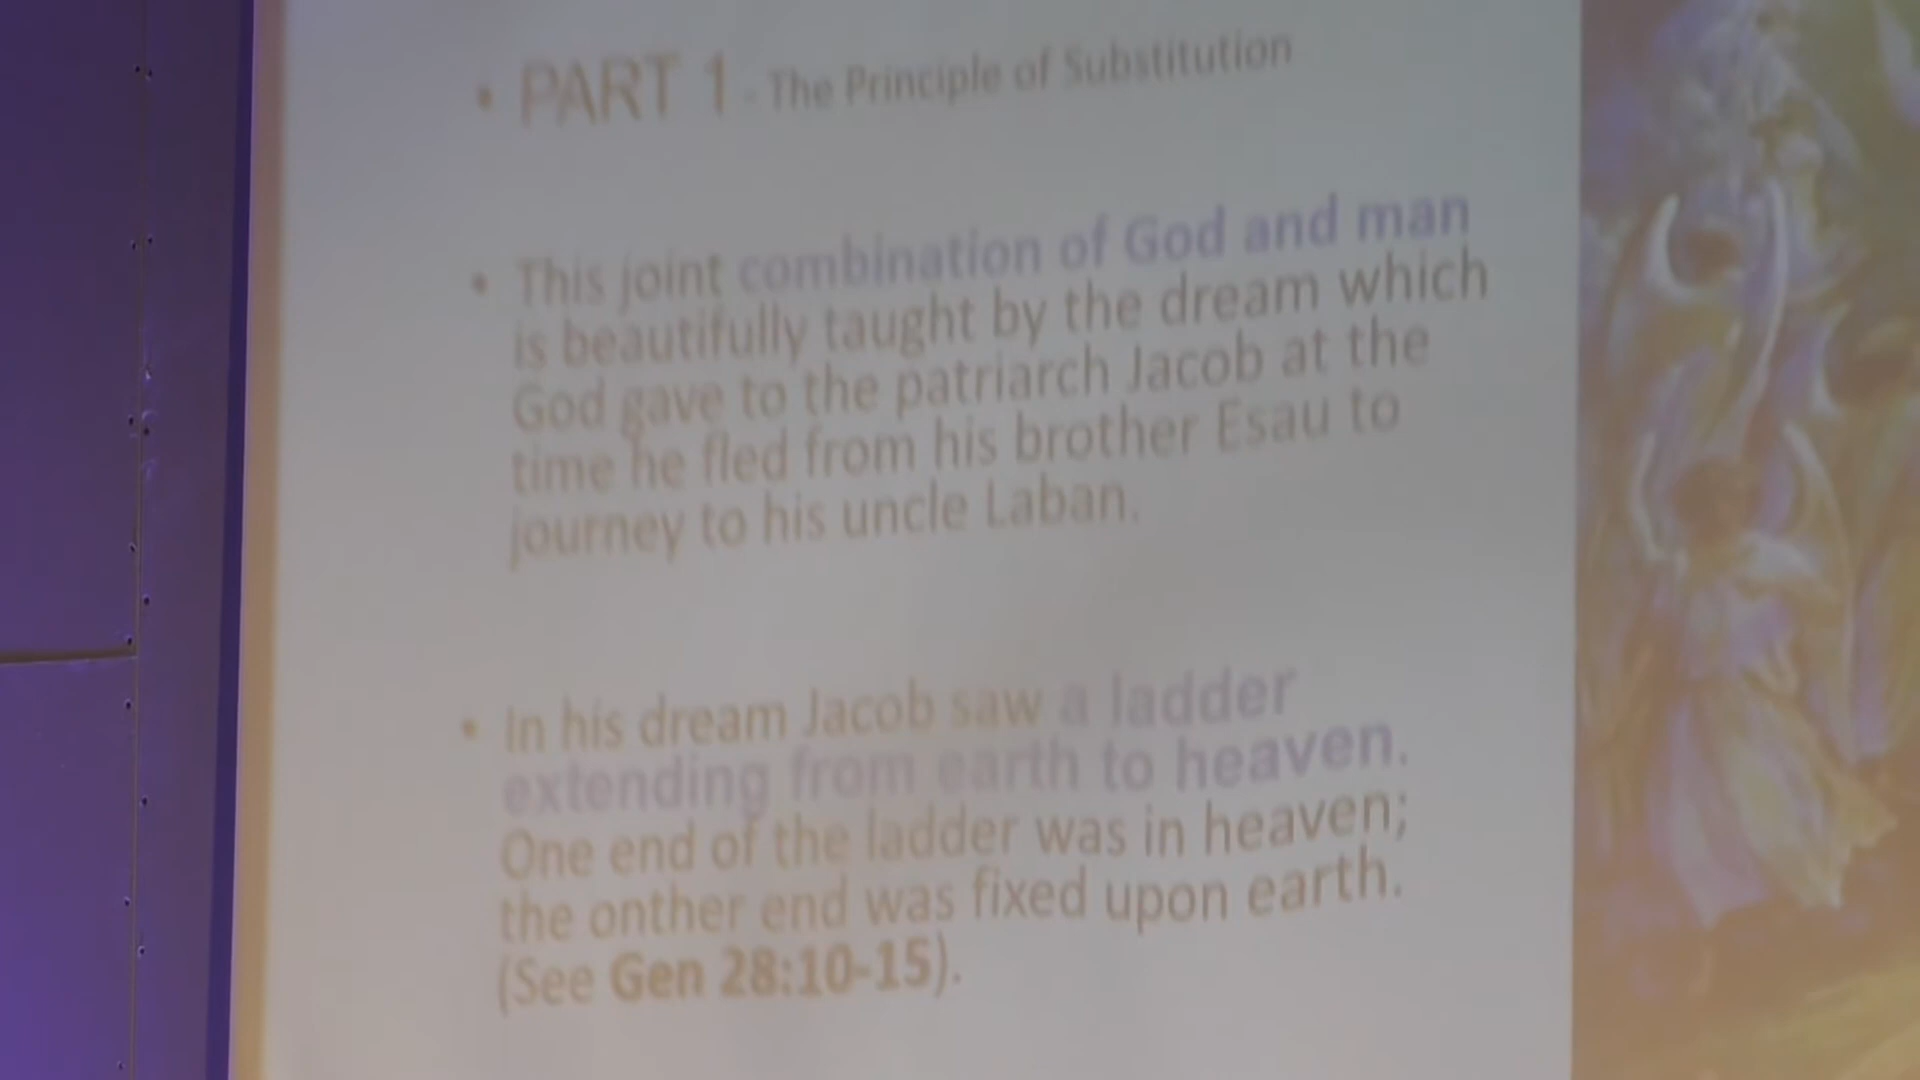 • PART 1 - The Principle of Substitution
• This joint combination of God and man
is beautifully taught by the dream which
God gave to the patriarch Jacob at the
time he fled from his brother Esau to
journey to his uncle Laban.
• In his dream Jacob saw a ladder
extending from earth to heaven.
One end of the ladder was in heaven;
the onther end was fixed upon earth.
(See Gen 28:10-15).